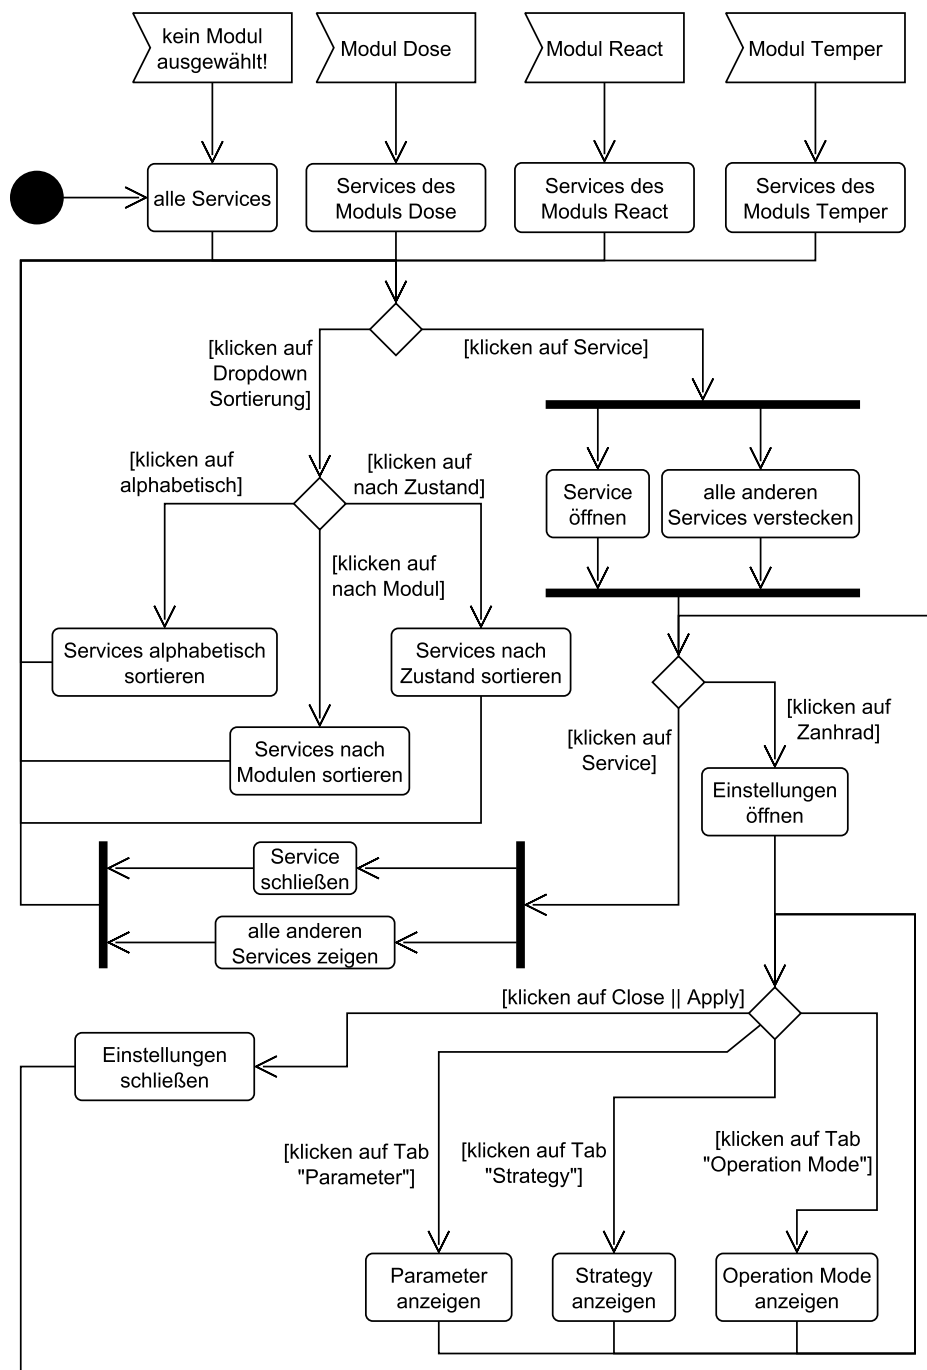 kein Modul
ausgewählt!
Modul Dose
Modul React
Modul Temper
alle Services
Services des
Moduls Dose
Services des
Moduls React
Services des
Moduls Temper
[klicken auf
Dropdown
Sortierung]
[klicken auf Service]
[klicken auf
alphabetisch]
[klicken auf
nach Zustand]
Service
öffnen
alle anderen
Services verstecken
[klicken auf
nach Modul]
Services alphabetisch
sortieren
Services nach
Zustand sortieren
[klicken auf
Zanhrad]
[klicken auf
Service]
Services nach
Modulen sortieren
Einstellungen
öffnen
Service
schließen
alle anderen
Services zeigen
[klicken auf Close || Apply]
Einstellungen
schließen
[klicken auf Tab
"Parameter"]
[klicken auf Tab
"Strategy"]
[klicken auf Tab
"Operation Mode"]
Parameter
anzeigen
Strategy
anzeigen
Operation Mode
anzeigen